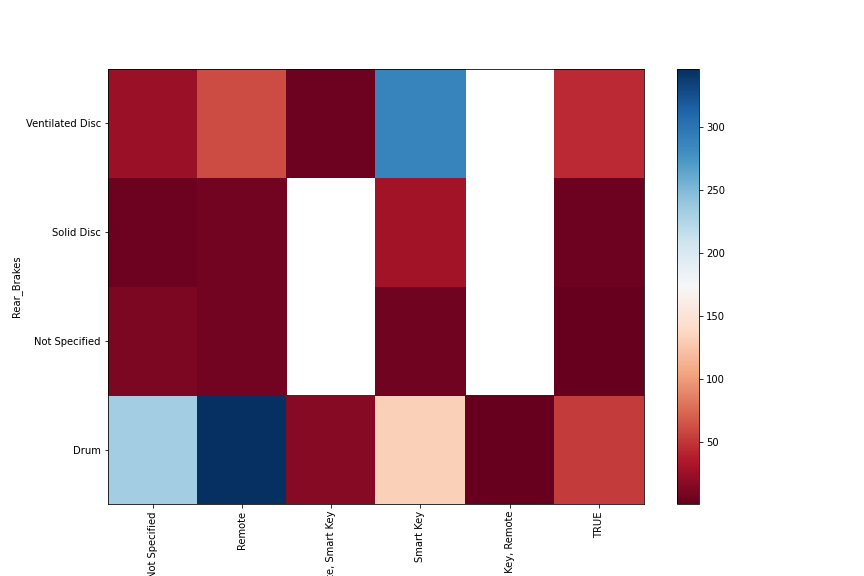 Ventilated Disc
Solid Disc
Not Specified
Drum
Rear_Brakes
Not Specified
Remote
e, Smart Key
Smart Key
Key, Remote
TRUE
300
250
200
150
100
50